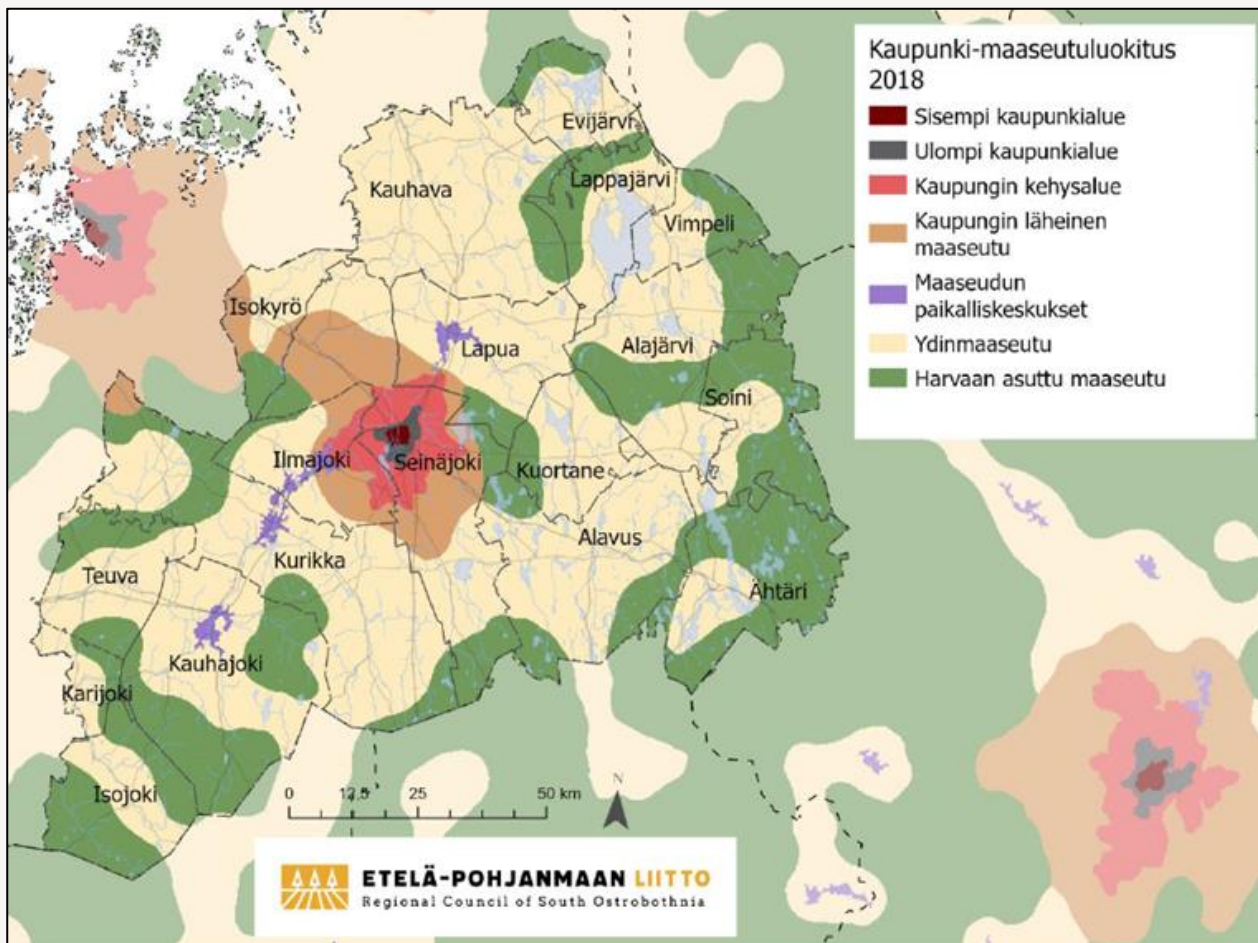 Kaupunki-maaseutuluokitus
2018
Sisempi kaupunkialue
Ulompi kaupunkialue
Kaupungin kehysalue
Kaupungin läheinen
maaseutu
Maaseudun
paikalliskeskukset
Ydinmaaseutu
Harvaan asuttu maaseutu
Evijärvi
Kauhava
Lappajärvi
Vimpeli
Isokyrö
Lapua
Alajärvi
Soini
Ilmajoki
Seinäjoki
Kuortane
Alavus
Kurikka
Teuva
Ähtäri
Kauhajoki
Karijoki
Isojoki
0 12,5 25 50 km
N
ETELÄ-POHJANMAAN LIITTO
Regional Council of South Ostrobothnia